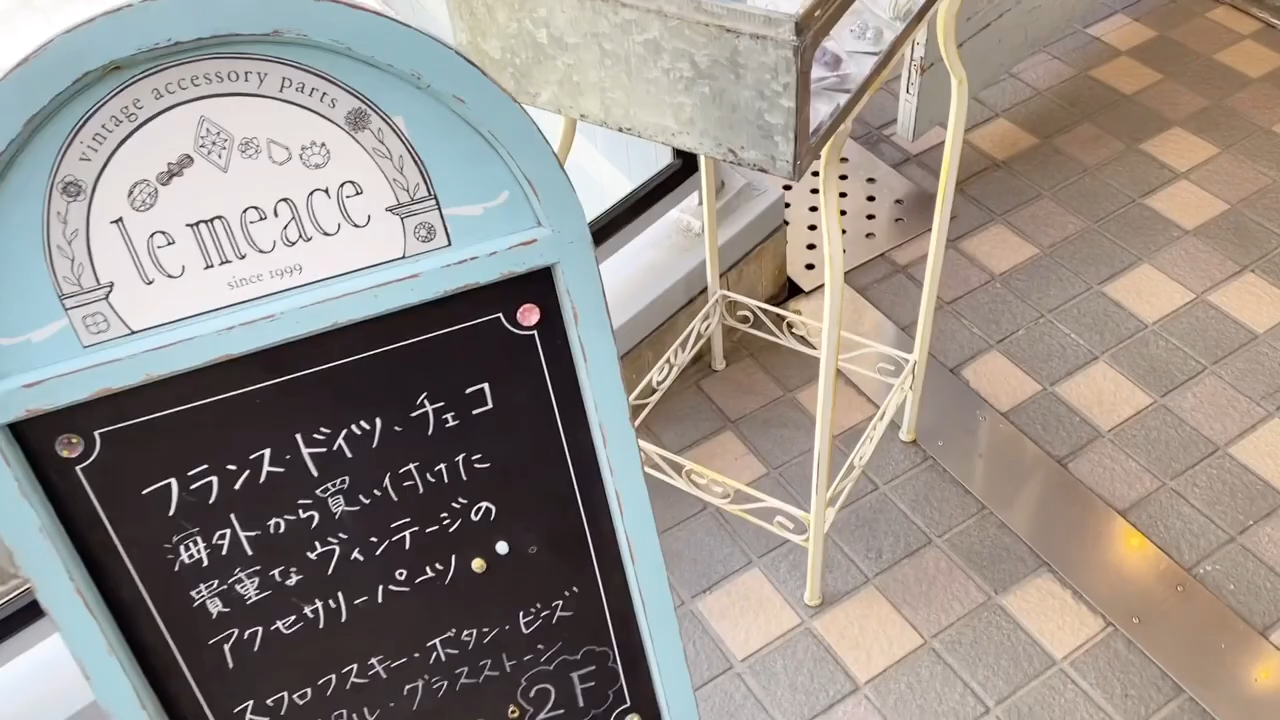 vintage accessory parts
le meace
since 1999
フランス・ドイツ、チェコ
海外から買い付けた
貴重なヴィンテージの
アクセサリーパーツ
スワロフスキー・ボタン・ビーズ
タル・グラスストーン
2F